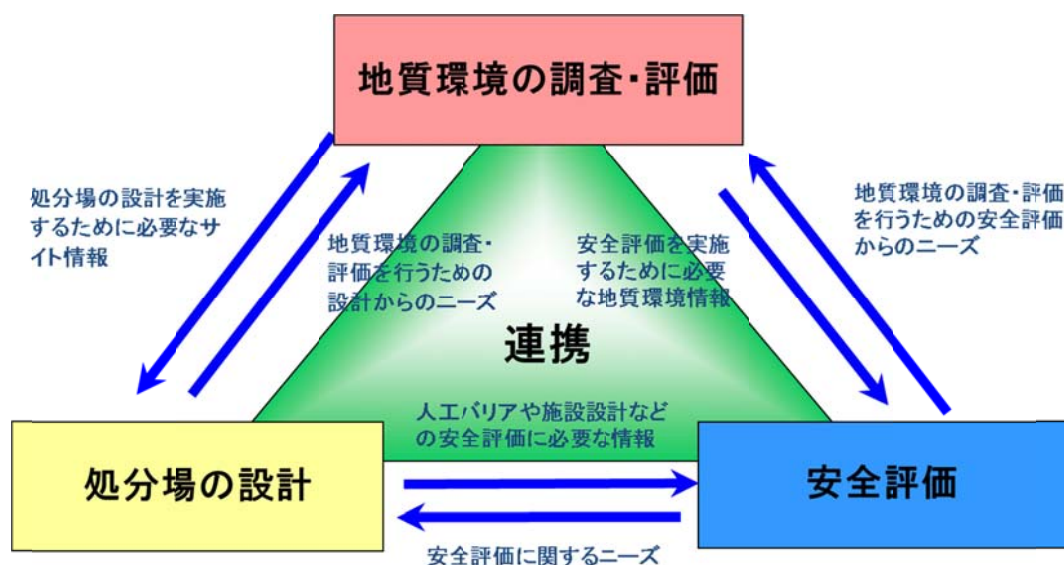 地質環境の調査・評価
処分場の設計を実施
するために必要なサ
イト情報
地質環境の調査・
評価を行うための
設計からのニーズ
安全評価を実施
するために必要
な地質環境情報
地質環境の調査・評価
を行うための安全評価
からのニーズ
連携
人工バリアや施設設計など
の安全評価に必要な情報
処分場の設計
安全評価
安全評価に関するニーズ